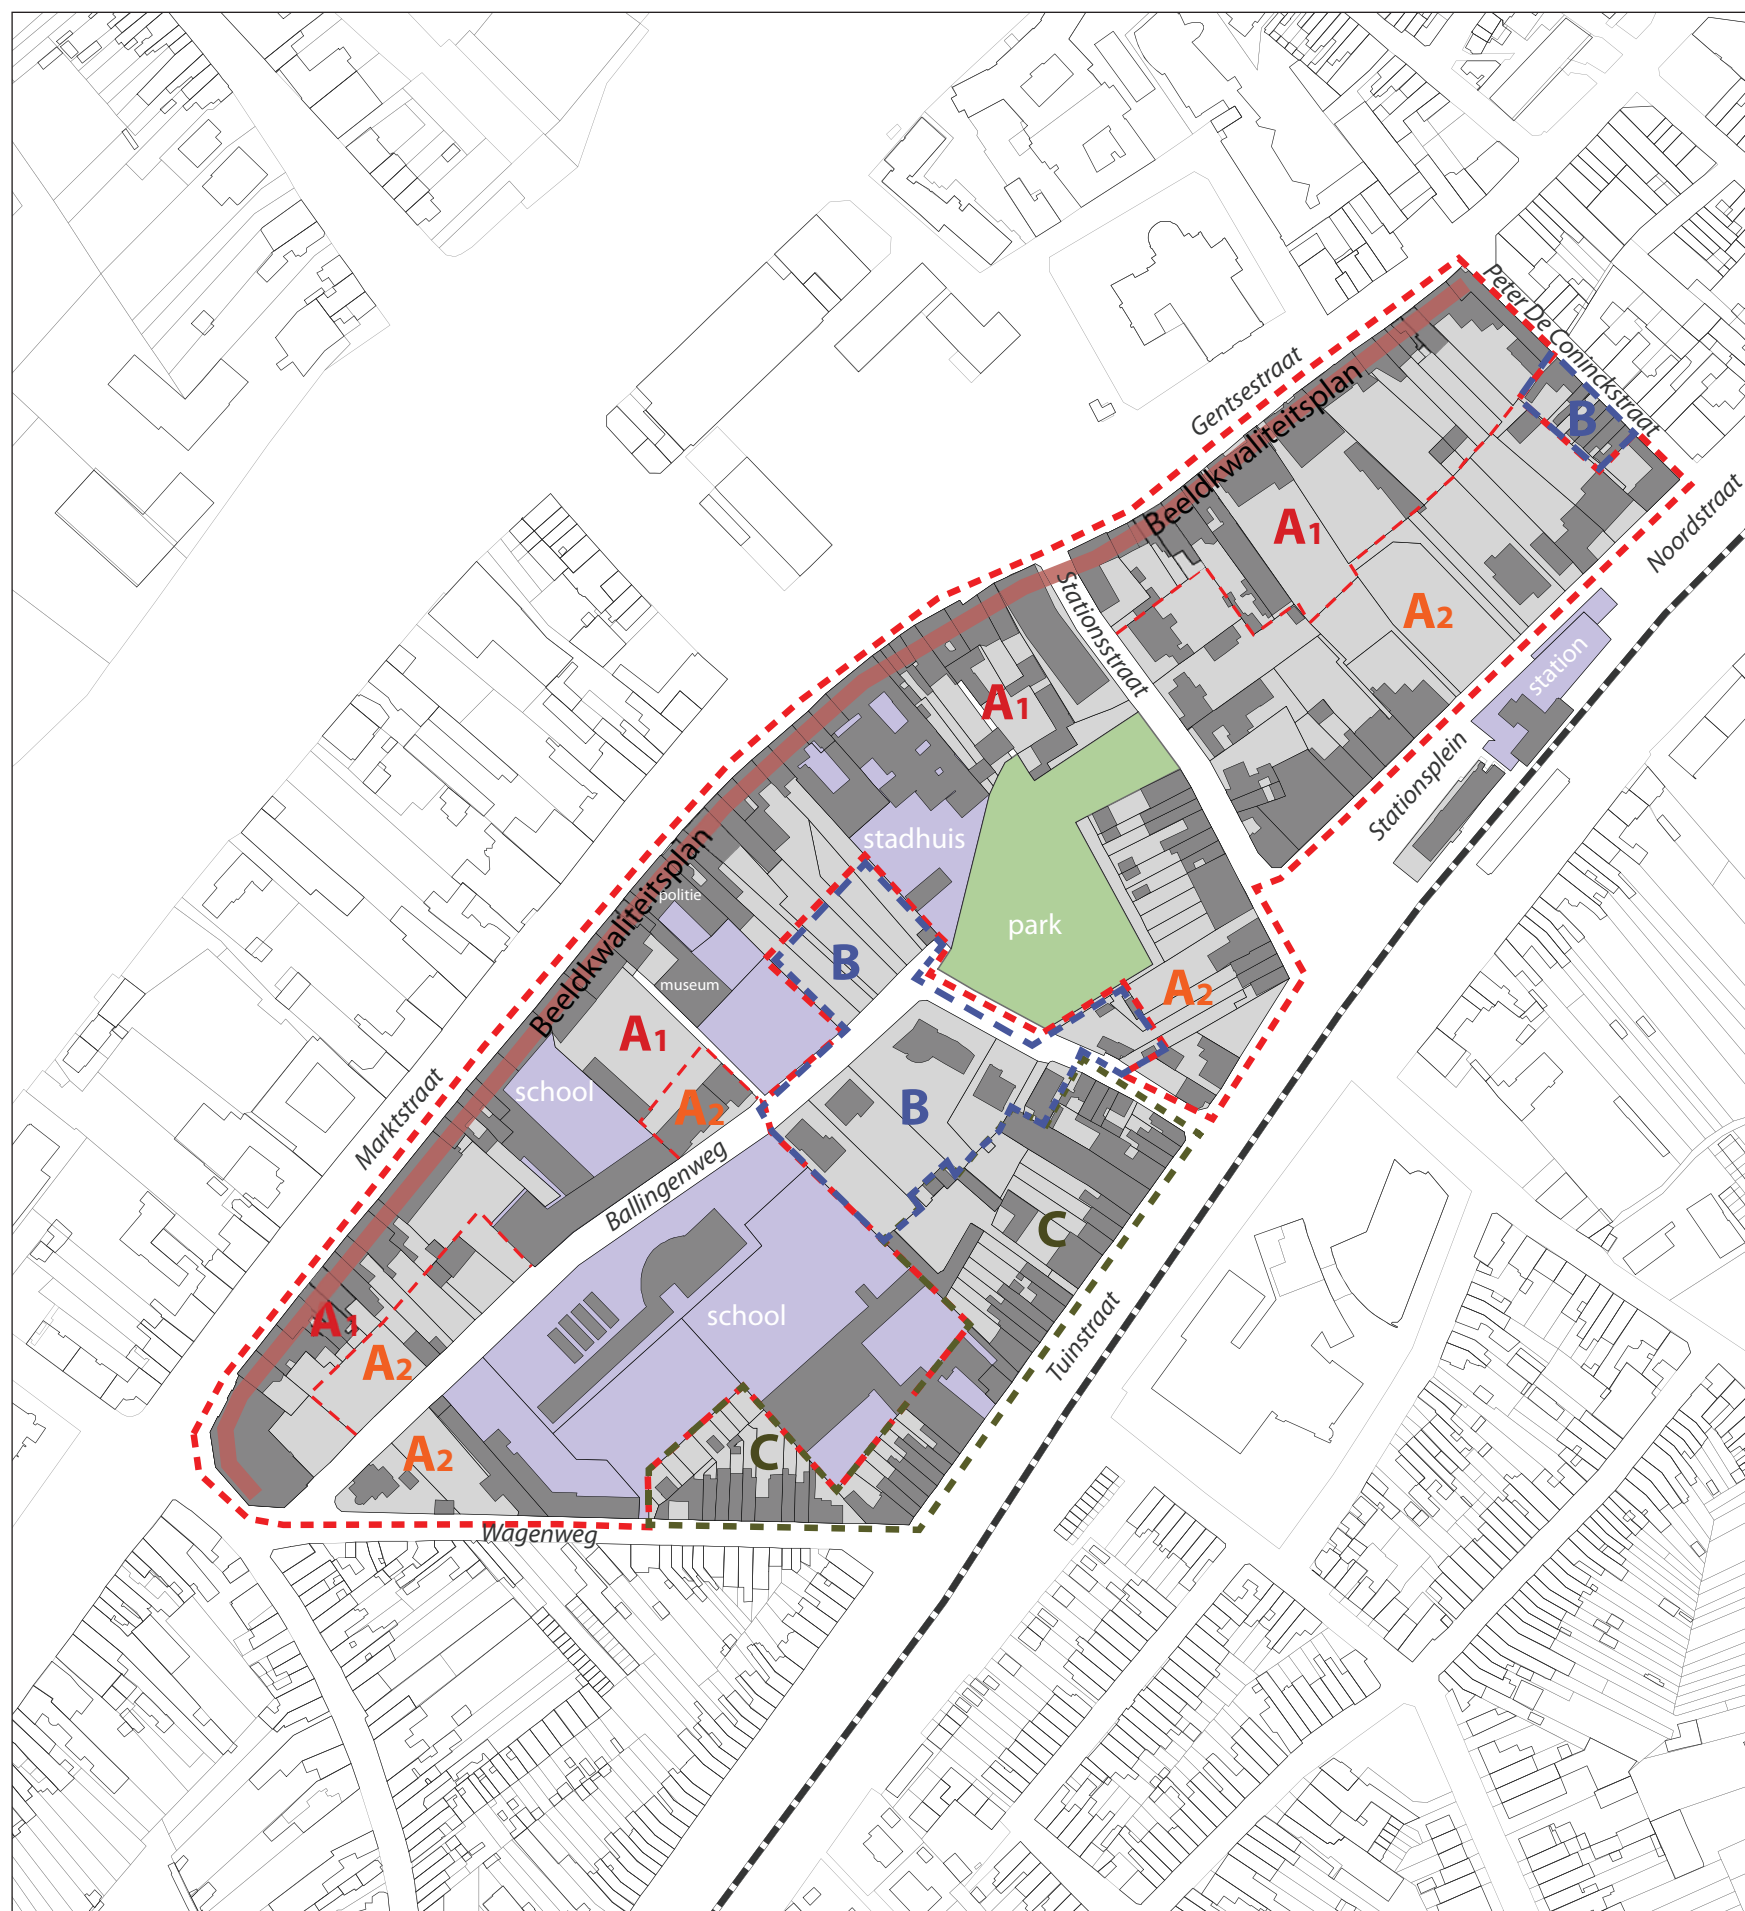 Peter De Coninckstraat
Gentsestraat
Beeldkwaliteitsplan
B
Noordstraat
A1
Stationsstraat
A2
station
A1
Stationsplein
stadhuis
Beeldkwaliteitsplan
politie
park
B
museum
A2
A1
Marktstraat
school
A2
B
Ballingenweg
C
school
Tuinstraat
A1
A2
A2
C
Wagenweg